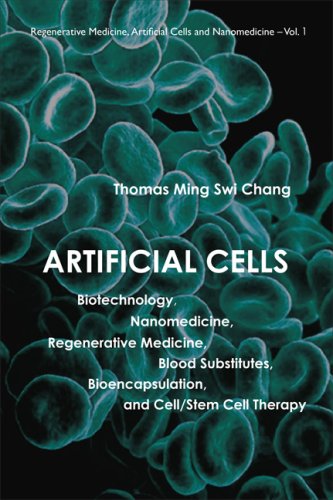 Regenerative Medicine, Artificial Cells and Nanomedicine – Vol. 1
Thomas Ming Swi Chang
ARTIFICIAL CELLS
Biotechnology,
Nanomedicine,
Regenerative Medicine,
Blood Substitutes,
Bioencapsulation,
and Cell/Stem Cell Therapy